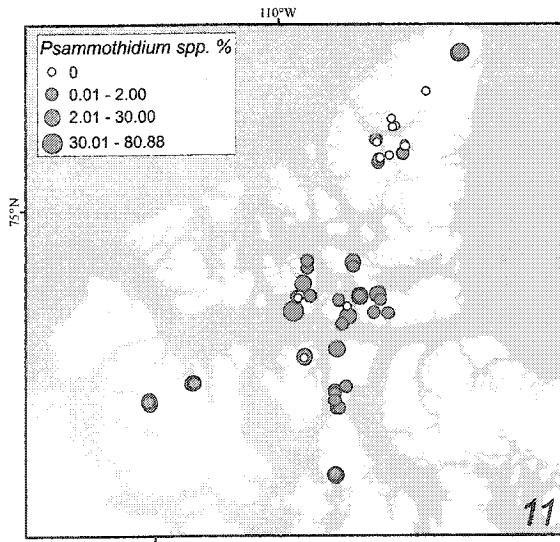 110°W
Psammothidium spp. %
0
0.01 - 2.00
2.01 - 30.00
30.01 - 80.88
75°N
11